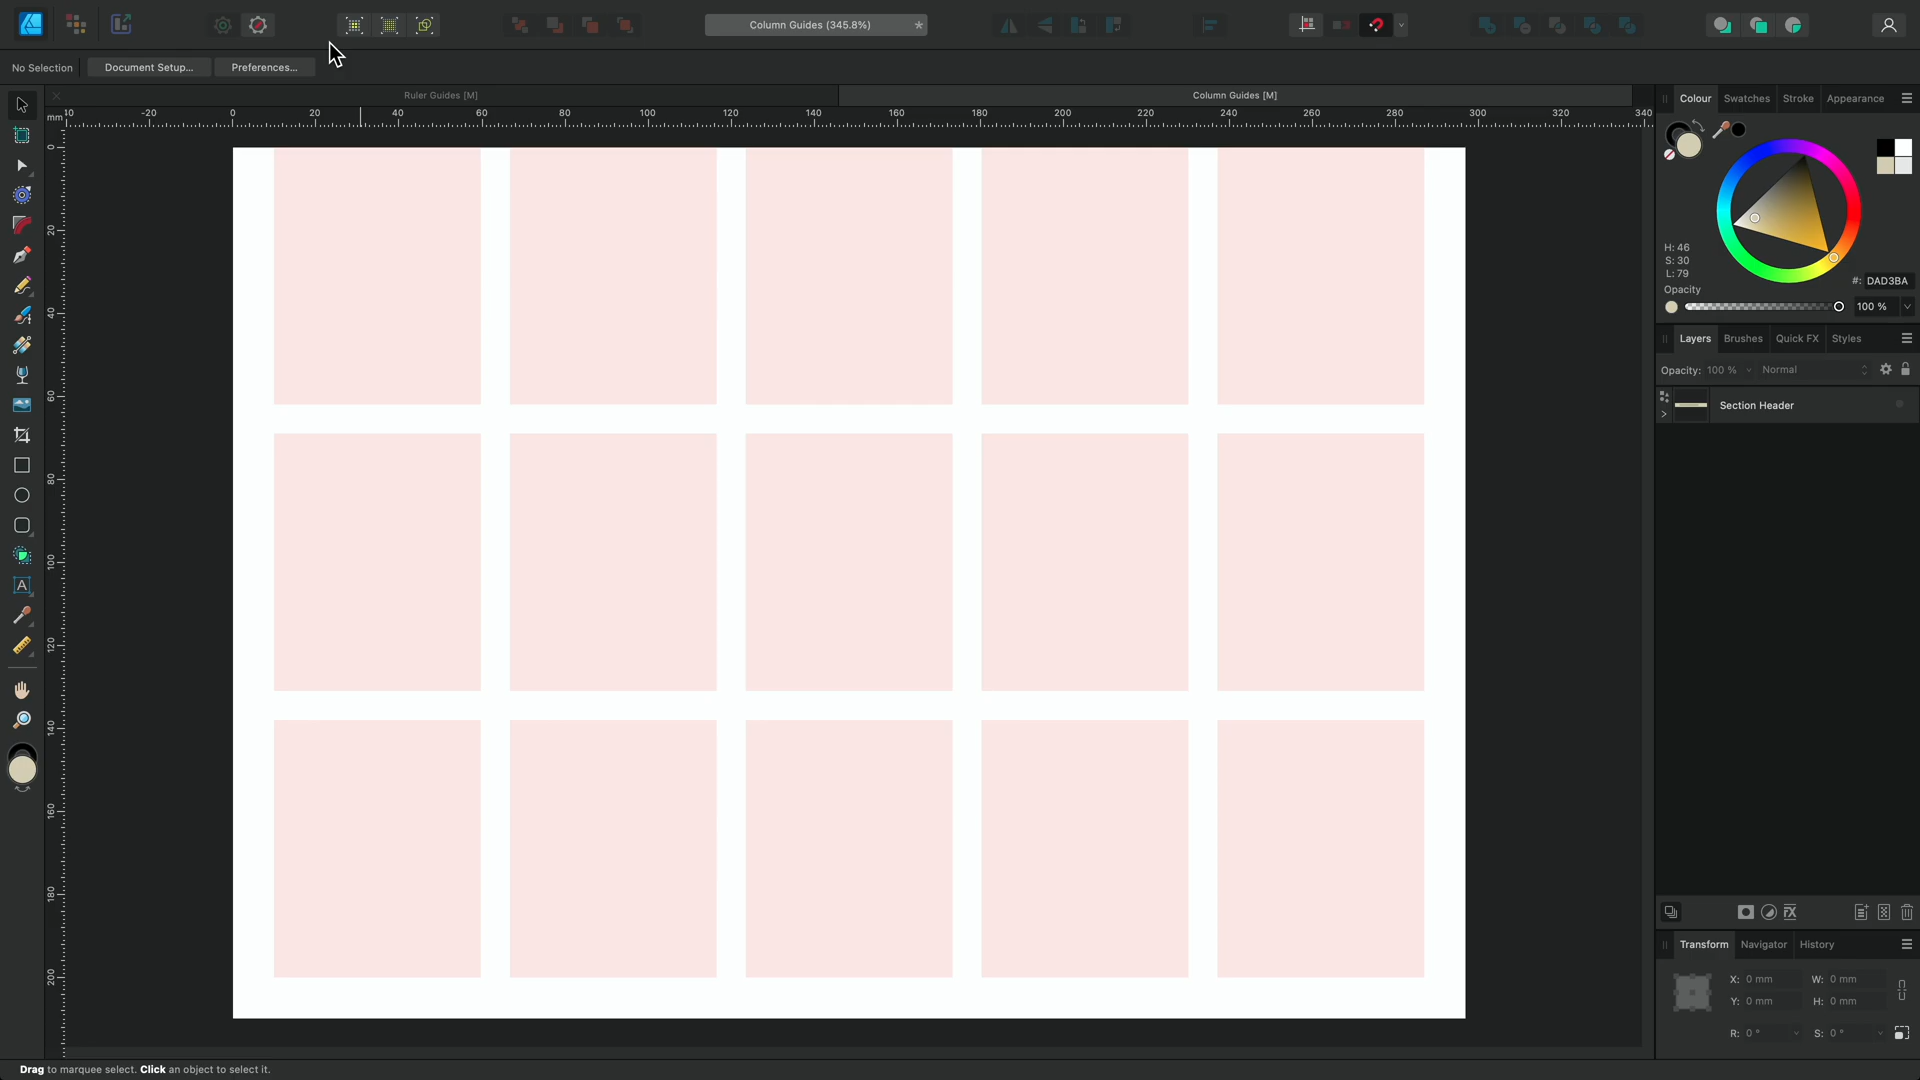 Column Guides (345.8%) *
No Selection Document Setup... Preferences...
Ruler Guides [M] Column Guides [M]
mm
-20 0 20 40 60 80 100 120 140 160 180 200 220 240 260 280 300 320 340
0
20
40
60
80
100
120
140
160
180
200
Colour Swatches Stroke Appearance
H: 46
S: 30
L: 79
#: DAD3BA
Opacity
100 %
Layers Brushes Quick FX Styles
Opacity: 100 % Normal
Section Header
Transform Navigator History
X: 0 mm W: 0 mm
Y: 0 mm H: 0 mm
R: 0 ° S: 0 °
Drag to marquee select. Click an object to select it.